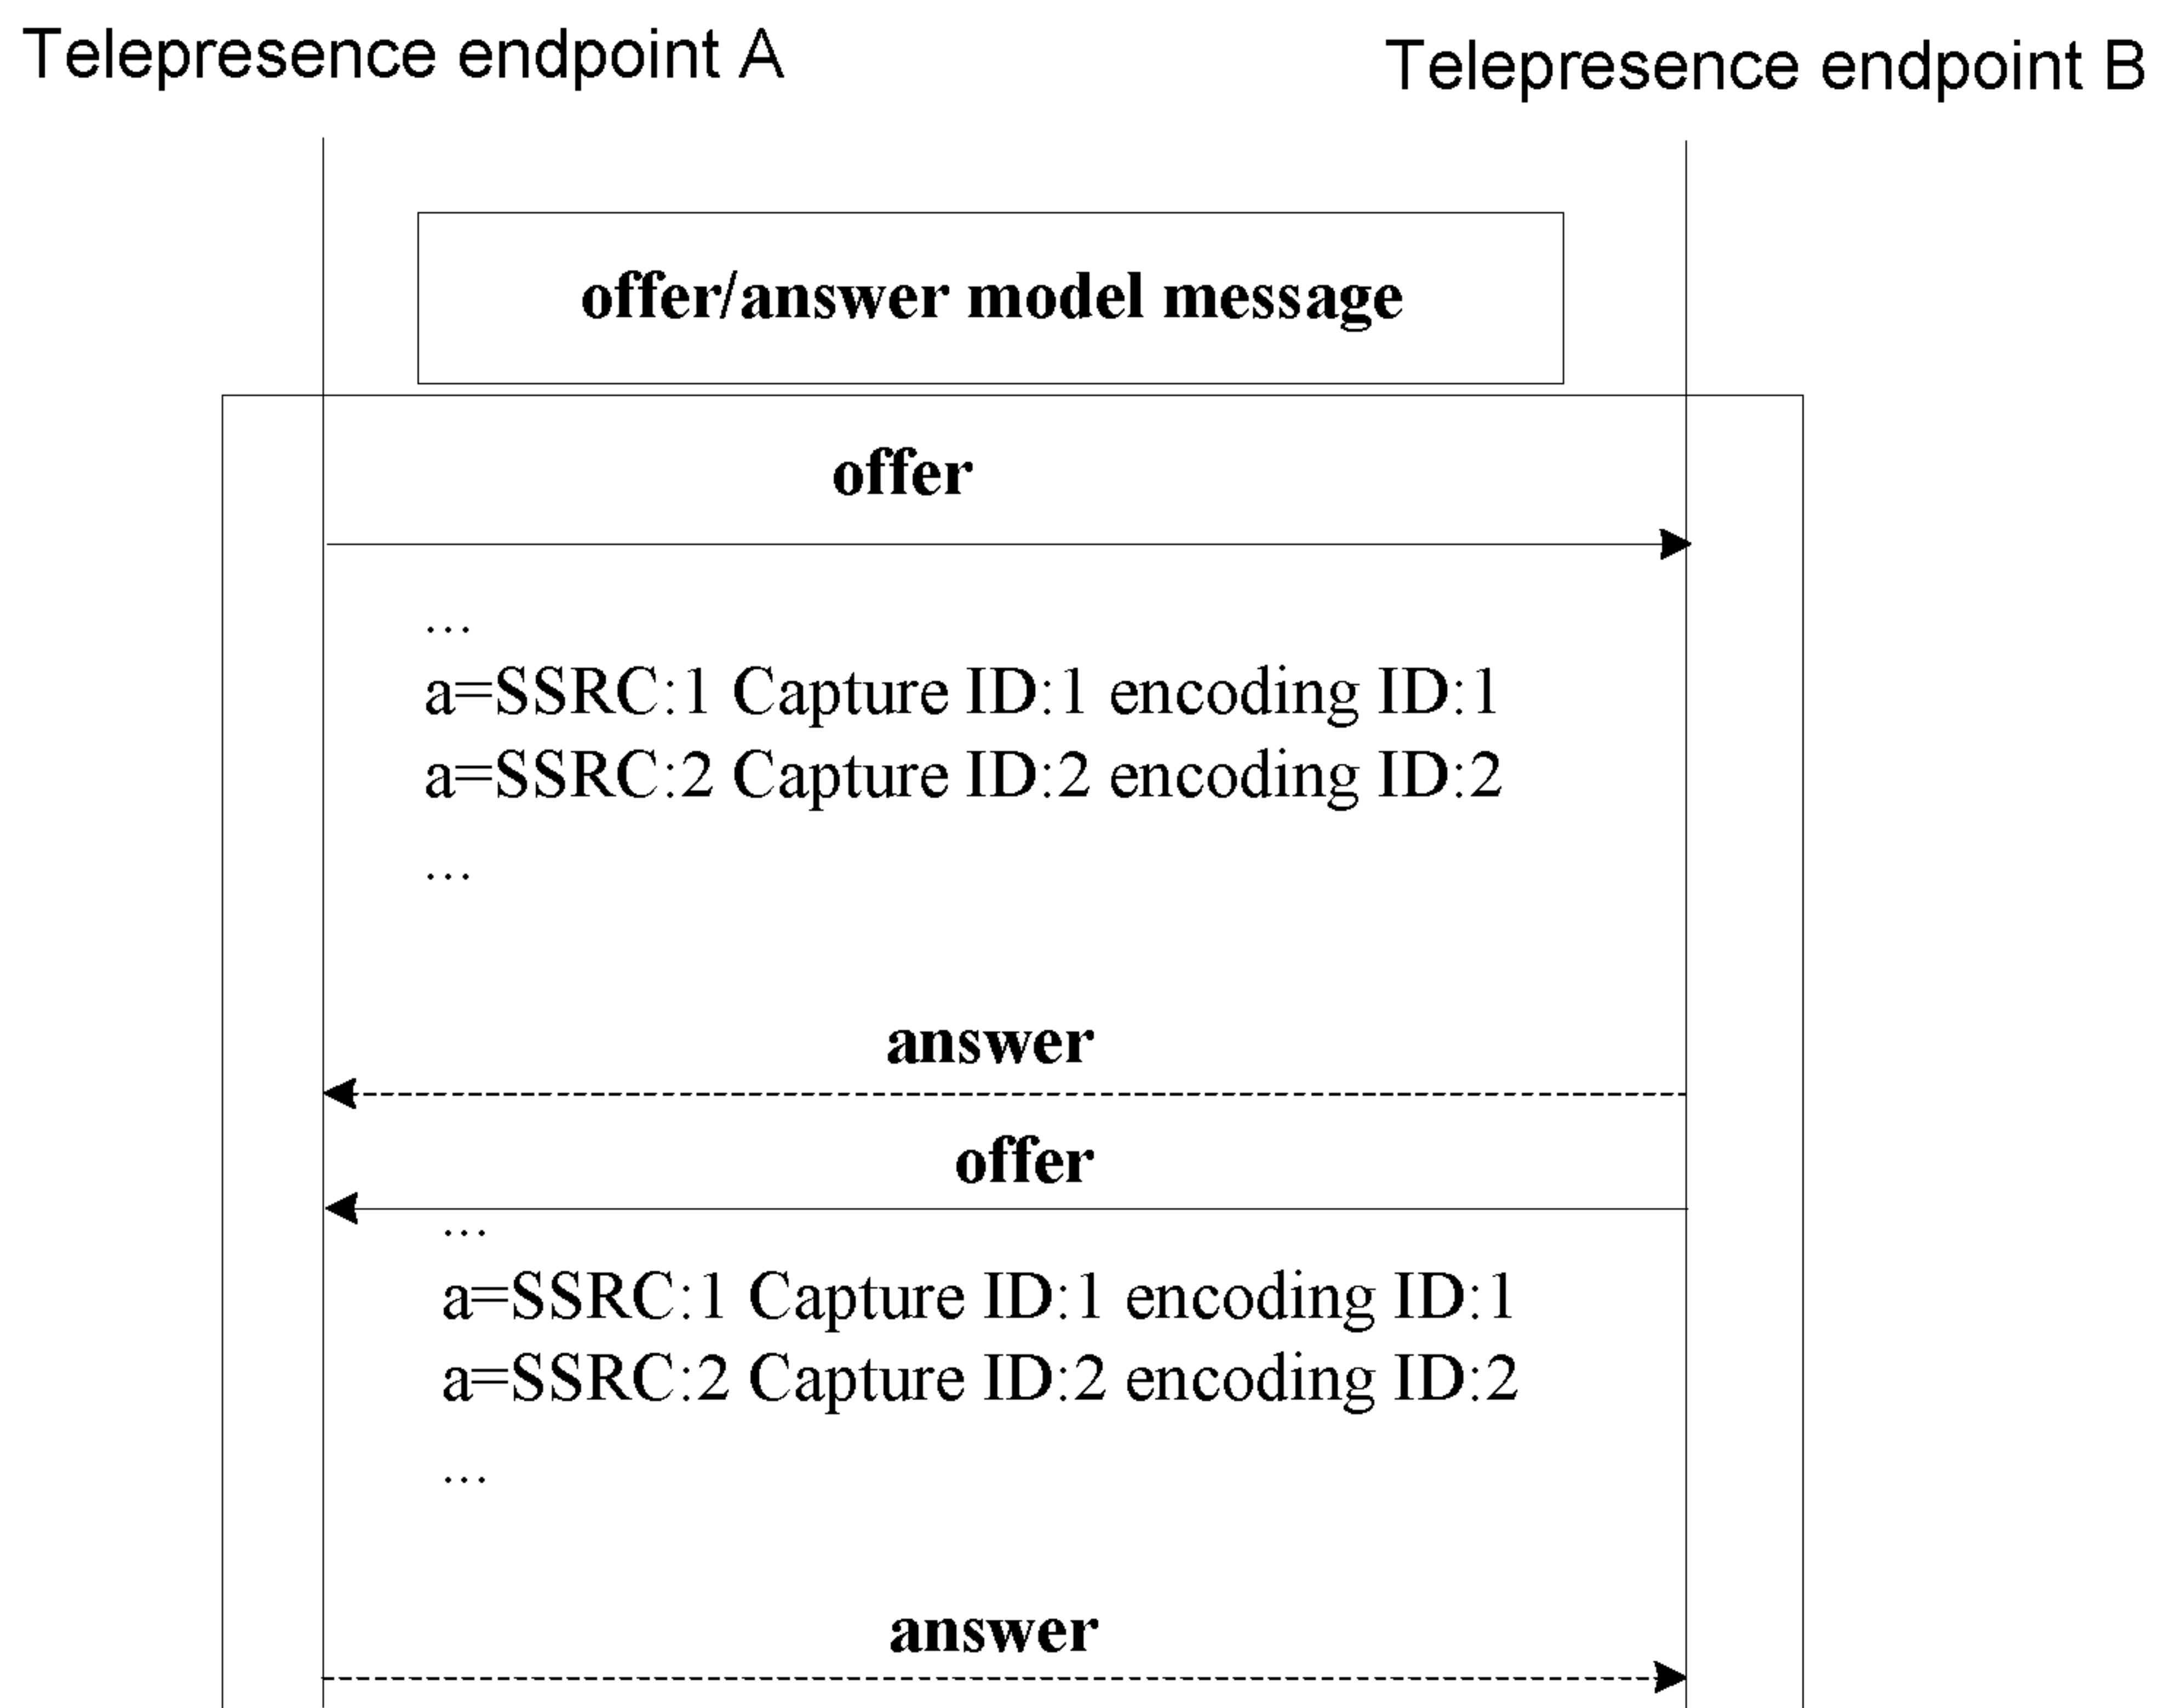 Telepresence endpoint A
Telepresence endpoint B
offer/answer model message
offer
...
a=SSRC:1 Capture ID:1 encoding ID:1
a=SSRC:2 Capture ID:2 encoding ID:2
...
answer
offer
...
a=SSRC:1 Capture ID:1 encoding ID:1
a=SSRC:2 Capture ID:2 encoding ID:2
...
answer